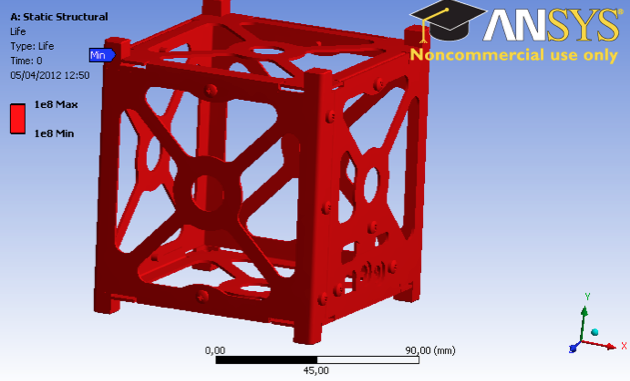 A: Static Structural
Life
Type: Life
Time: 0
05/04/2012 12:50
1e8 Max
1e8 Min
Min
ANSYS
Noncommercial use only
0,00
90,00 (mm)
45,00
Y
X
Z